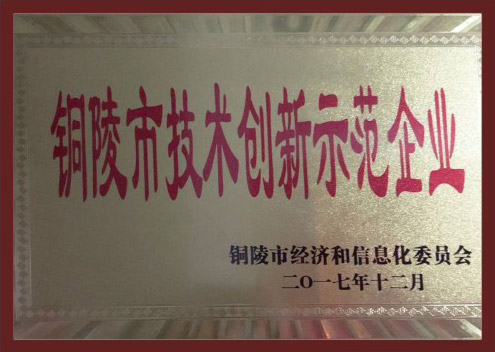 铜陵市技术创新示范企业
铜陵市经济和信息化委员会
二〇一七年十二月